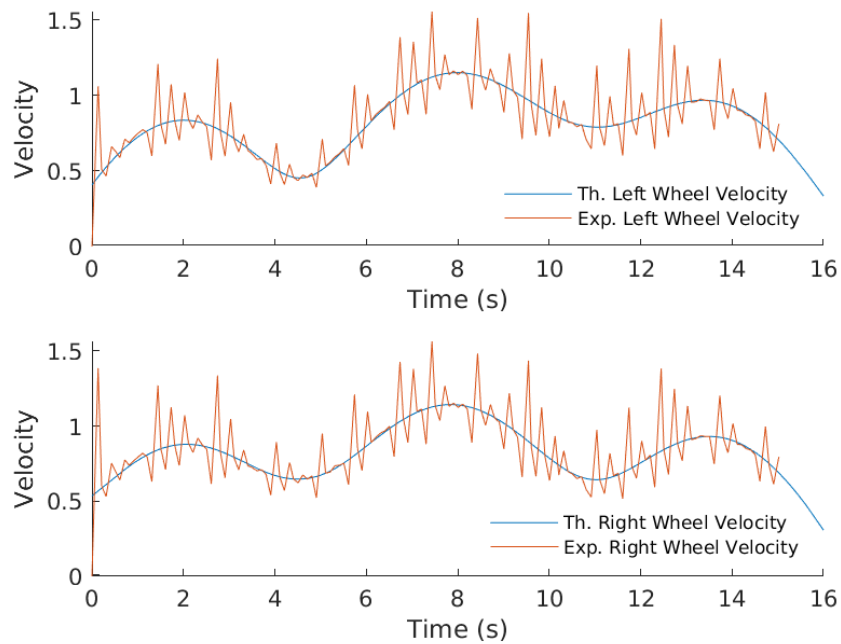 1.5
1
0.5
0
Velocity
0 2 4 6 8 10 12 14 16
Time (s)
Th. Left Wheel Velocity
Exp. Left Wheel Velocity
1.5
1
0.5
0
Velocity
0 2 4 6 8 10 12 14 16
Time (s)
Th. Right Wheel Velocity
Exp. Right Wheel Velocity